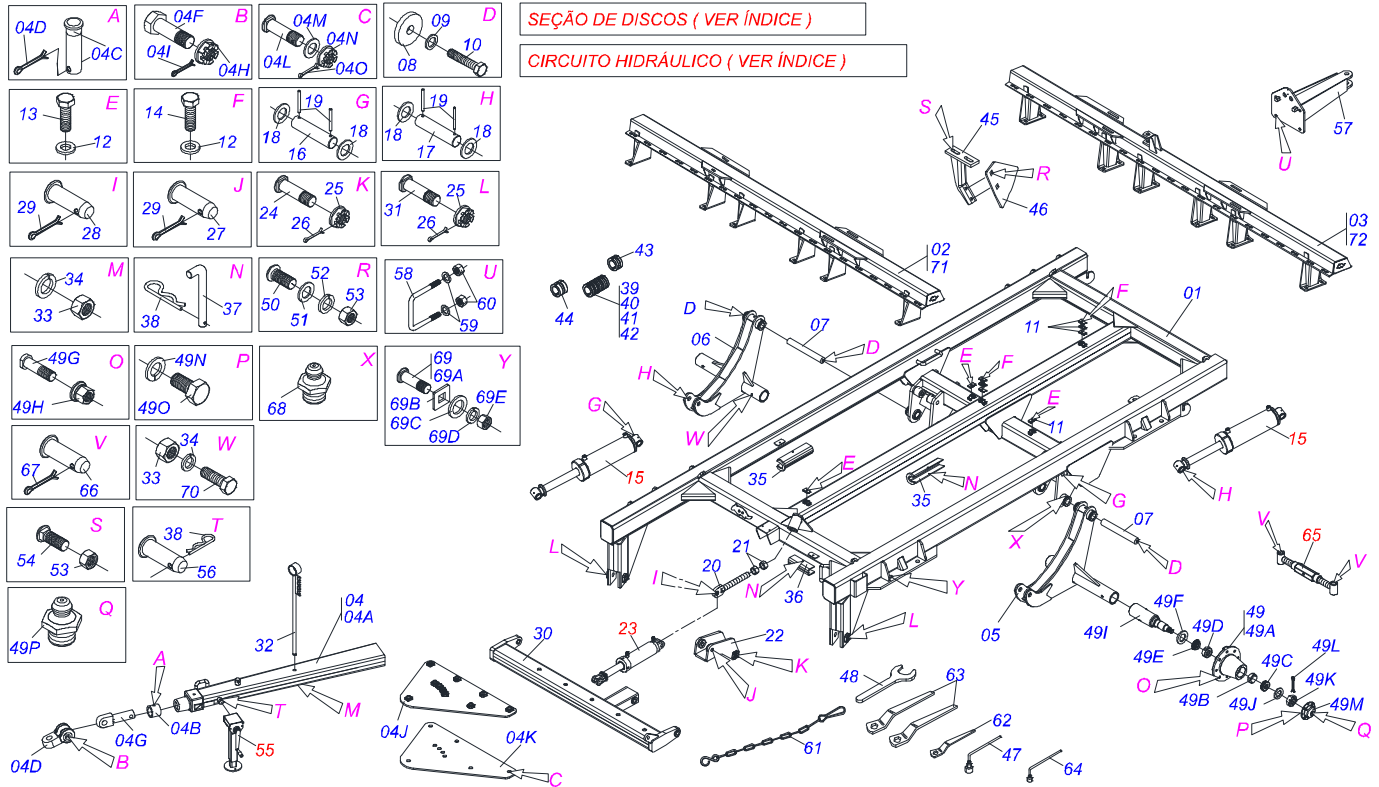 SEÇÃO DE DISCOS ( VER ÍNDICE )
CIRCUITO HIDRÁULICO ( VER ÍNDICE )
A
04D
04C
B
04F
04I
04H
C
04M
04N
04L
04O
D
09
10
08
E
13
12
F
14
12
G
19
18
18
16
H
19
18
18
17
I
29
28
J
29
27
K
25
24
26
L
25
31
26
M
34
33
N
38
37
R
52
50
53
51
U
58
60
59
O
49G
49H
P
49N
49O
X
68
Y
69
69A
69B
69E
69C
69D
V
67
66
W
34
33
70
S
54
53
T
38
56
Q
49P
S
45
R
46
57
U
03
72
02
71
43
44
39
40
41
42
D
06
07
D
H
G
W
15
F
11
01
E
F
E
11
35
E
N
35
15
H
G
X
07
D
V
65
V
L
I
20
21
N
36
Y
L
05
49I
49F
49E
49D
49
49A
49C
49L
49K
49J
49B
O
49M
P
Q
04
04A
32
A
T
M
04B
04G
04D
B
55
30
23
22
K
J
04J
04K
C
48
63
62
61
47
64